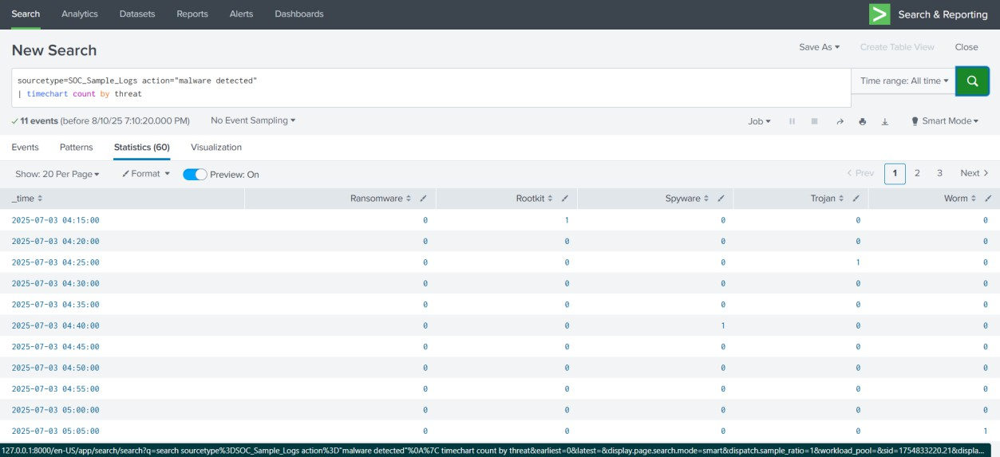 Search Analytics Datasets Reports Alerts Dashboards Search & Reporting
New Search Save As Create Table View Close
sourcetype=SOC_Sample_Logs action="malware detected" Time range: All time
| timechart count by threat
11 events (before 8/10/25 7:10:20.000 PM) No Event Sampling Job Smart Mode
Events Patterns Statistics (60) Visualization
Show: 20 Per Page Format Preview: On < Prev 1 2 3 Next >
_time Ransomware Rootkit Spyware Trojan Worm
2025-07-03 04:15:00 0 1 0 0 0
2025-07-03 04:20:00 0 0 0 0 0
2025-07-03 04:25:00 0 0 0 1 0
2025-07-03 04:30:00 0 0 0 0 0
2025-07-03 04:35:00 0 0 0 0 0
2025-07-03 04:40:00 0 0 1 0 0
2025-07-03 04:45:00 0 0 0 0 0
2025-07-03 04:50:00 0 0 0 0 0
2025-07-03 04:55:00 0 0 0 0 0
2025-07-03 05:00:00 0 0 0 0 0
2025-07-03 05:05:00 0 0 0 0 1
127.0.0.1:8000/en-US/app/search/search?q=search sourcetype%3DSOC_Sample_Logs action%3D"malware detected"%0A%7C timechart count by threat&earliest=0&latest=&display.page.search.mode=smart&dispatch.sample_ratio=1&workload_pool=&sid=1754833220.21&displa...